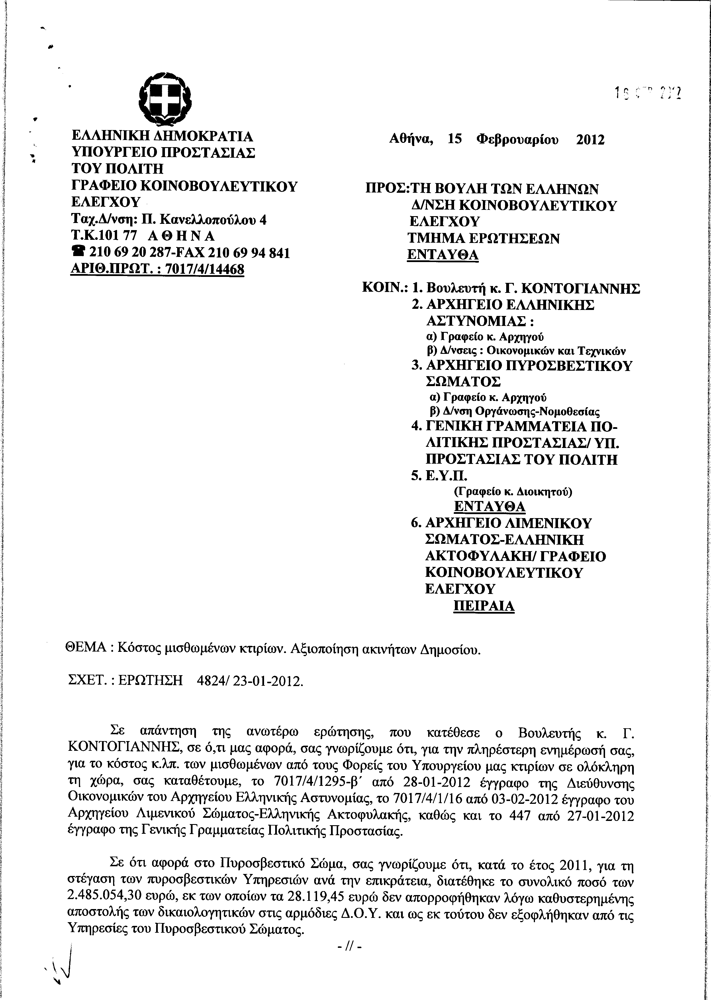 ΕΛΛΗΝΙΚΗ ΔΗΜΟΚΡΑΤΙΑ
ΥΠΟΥΡΓΕΙΟ ΠΡΟΣΤΑΣΙΑΣ
ΤΟΥ ΠΟΛΙΤΗ
ΓΡΑΦΕΙΟ ΚΟΙΝΟΒΟΥΛΕΥΤΙΚΟΥ
ΕΛΕΓΧΟΥ
Ταχ.Δ/νση: Π. Κανελλοπούλου 4
Τ.Κ.101 77 Α Θ Η Ν Α
☎ 210 69 20 287-FAX 210 69 94 841
ΑΡΙΘ.ΠΡΩΤ. : 7017/4/14468
Αθήνα, 15 Φεβρουαρίου 2012
ΠΡΟΣ:ΤΗ ΒΟΥΛΗ ΤΩΝ ΕΛΛΗΝΩΝ
Δ/ΝΣΗ ΚΟΙΝΟΒΟΥΛΕΥΤΙΚΟΥ
ΕΛΕΓΧΟΥ
ΤΜΗΜΑ ΕΡΩΤΗΣΕΩΝ
ΕΝΤΑΥΘΑ
ΚΟΙΝ.: 1. Βουλευτή κ. Γ. ΚΟΝΤΟΓΙΑΝΝΗΣ
2. ΑΡΧΗΓΕΙΟ ΕΛΛΗΝΙΚΗΣ
ΑΣΤΥΝΟΜΙΑΣ :
α) Γραφείο κ. Αρχηγού
β) Δ/νσεις : Οικονομικών και Τεχνικών
3. ΑΡΧΗΓΕΙΟ ΠΥΡΟΣΒΕΣΤΙΚΟΥ
ΣΩΜΑΤΟΣ
α) Γραφείο κ. Αρχηγού
β) Δ/νση Οργάνωσης-Νομοθεσίας
4. ΓΕΝΙΚΗ ΓΡΑΜΜΑΤΕΙΑ ΠΟ-
ΛΙΤΙΚΗΣ ΠΡΟΣΤΑΣΙΑΣ/ ΥΠ.
ΠΡΟΣΤΑΣΙΑΣ ΤΟΥ ΠΟΛΙΤΗ
5. Ε.Υ.Π.
(Γραφείο κ. Διοικητού)
ΕΝΤΑΥΘΑ
6. ΑΡΧΗΓΕΙΟ ΛΙΜΕΝΙΚΟΥ
ΣΩΜΑΤΟΣ-ΕΛΛΗΝΙΚΗ
ΑΚΤΟΦΥΛΑΚΗ/ ΓΡΑΦΕΙΟ
ΚΟΙΝΟΒΟΥΛΕΥΤΙΚΟΥ
ΕΛΕΓΧΟΥ
ΠΕΙΡΑΙΑ
ΘΕΜΑ : Κόστος μισθωμένων κτιρίων. Αξιοποίηση ακινήτων Δημοσίου.
ΣΧΕΤ. : ΕΡΩΤΗΣΗ 4824/ 23-01-2012.
Σε απάντηση της ανωτέρω ερώτησης, που κατέθεσε ο Βουλευτής κ. Γ.
ΚΟΝΤΟΓΙΑΝΝΗΣ, σε ό,τι μας αφορά, σας γνωρίζουμε ότι, για την πληρέστερη ενημέρωσή σας,
για το κόστος κ.λπ. των μισθωμένων από τους Φορείς του Υπουργείου μας κτιρίων σε ολόκληρη
τη χώρα, σας καταθέτουμε, το 7017/4/1295-β΄ από 28-01-2012 έγγραφο της Διεύθυνσης
Οικονομικών του Αρχηγείου Ελληνικής Αστυνομίας, το 7017/4/1/16 από 03-02-2012 έγγραφο του
Αρχηγείου Λιμενικού Σώματος-Ελληνικής Ακτοφυλακής, καθώς και το 447 από 27-01-2012
έγγραφο της Γενικής Γραμματείας Πολιτικής Προστασίας.
Σε ότι αφορά στο Πυροσβεστικό Σώμα, σας γνωρίζουμε ότι, κατά το έτος 2011, για τη
στέγαση των πυροσβεστικών Υπηρεσιών ανά την επικράτεια, διατέθηκε το συνολικό ποσό των
2.485.054,30 ευρώ, εκ των οποίων τα 28.119,45 ευρώ δεν απορροφήθηκαν λόγω καθυστερημένης
αποστολής των δικαιολογητικών στις αρμόδιες Δ.Ο.Υ. και ως εκ τούτου δεν εξοφλήθηκαν από τις
Υπηρεσίες του Πυροσβεστικού Σώματος.
- // -